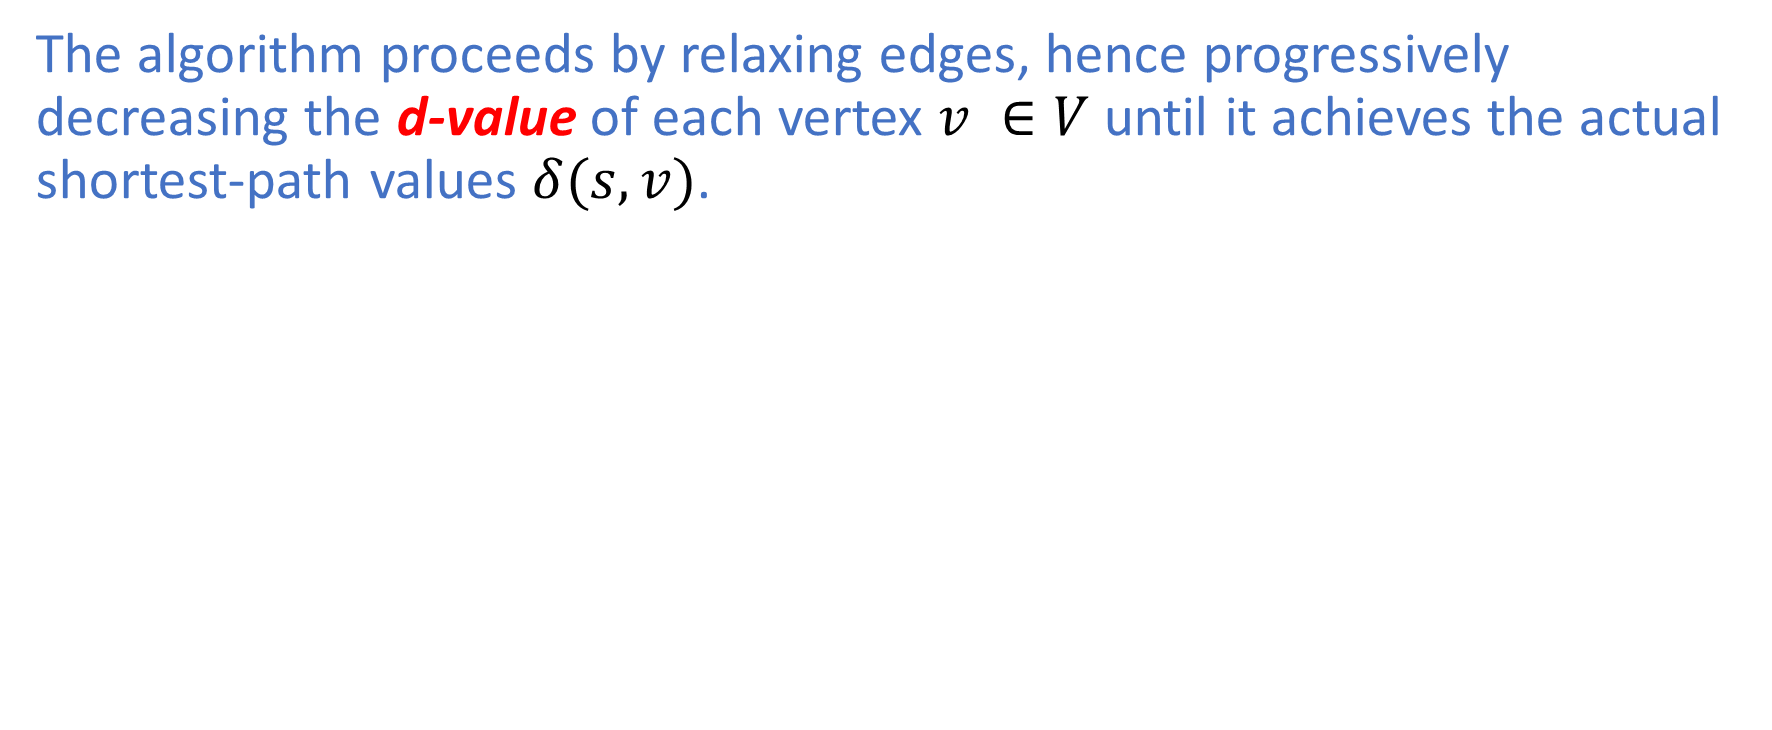 The algorithm proceeds by relaxing edges, hence progressively
decreasing the d-value of each vertex 𝑣 ∈ 𝑉 until it achieves the actual
shortest-path values 𝛿(𝑠, 𝑣).